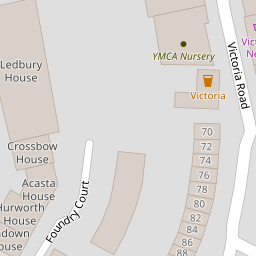 Ledbury
House
YMCA Nursery
Victoria
Victoria Road
Crossbow
House
Acasta
House
Hurworth
House
Foundry Court
70
72
74
76
78
80
82
84
86
88